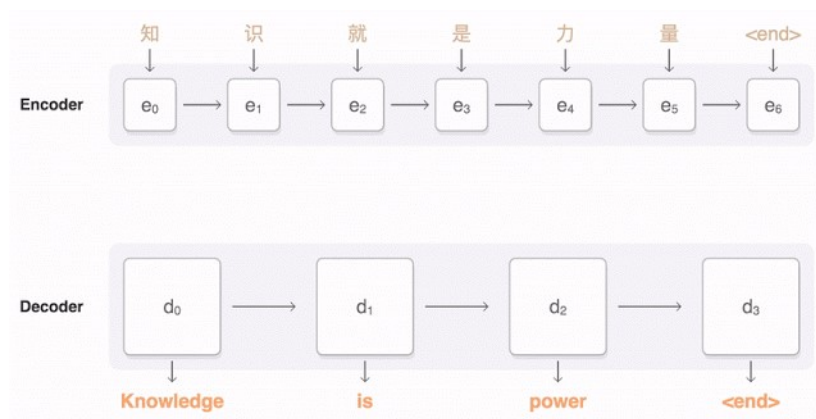 知 识 就 是 力 量 <end>
Encoder e₀ e₁ e₂ e₃ e₄ e₅ e₆
Decoder d₀ d₁ d₂ d₃
Knowledge is power <end>